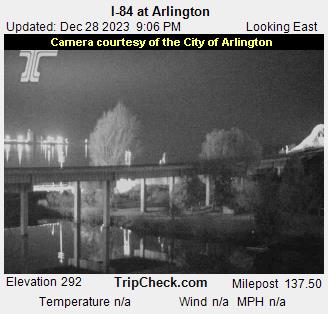 I-84 at Arlington
Updated: Dec 28 2023 9:06 PM Looking East
Camera courtesy of the City of Arlington
Elevation 292 TripCheck.com Milepost 137.50
Temperature n/a Wind n/a MPH n/a